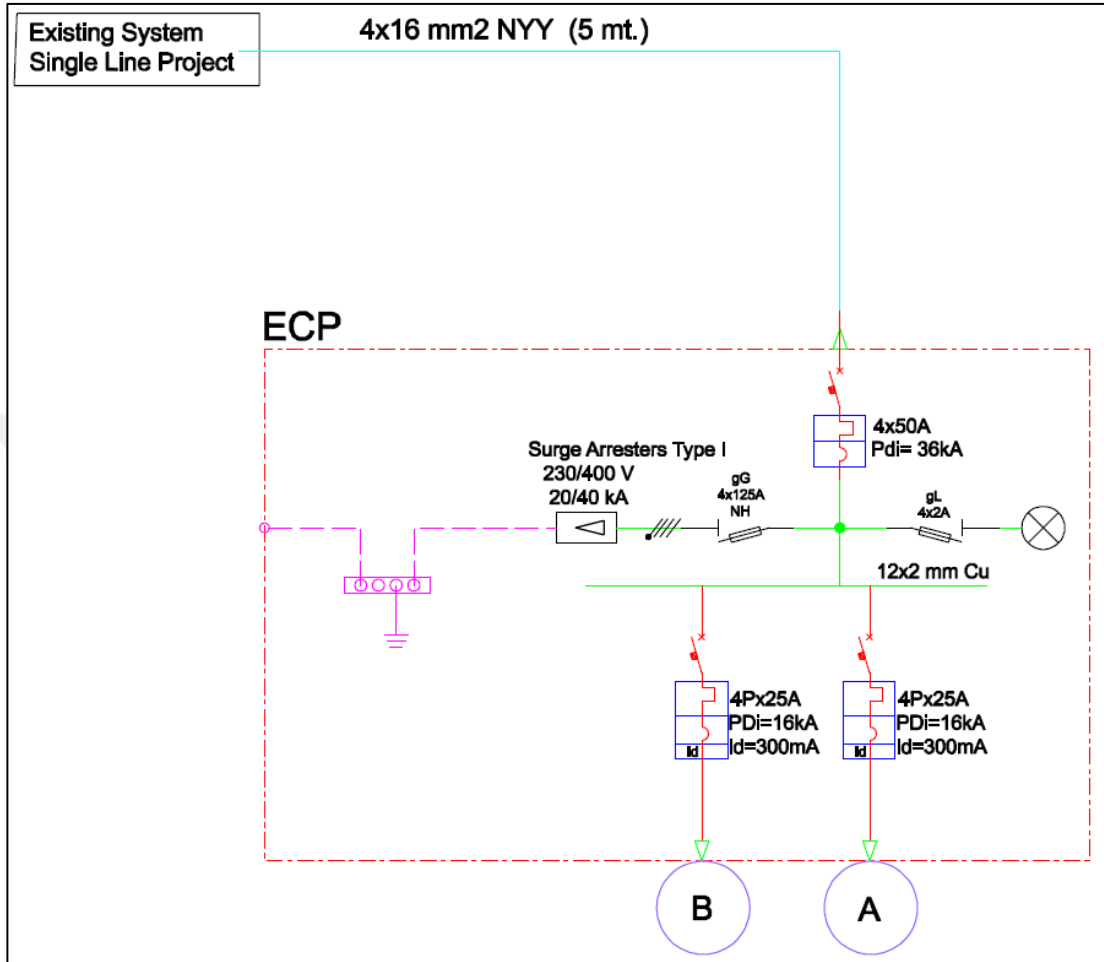 Existing System
Single Line Project
4x16 mm2 NYY (5 mt.)
ECP
4x50A
Pdi= 36kA
Surge Arresters Type I
230/400 V
20/40 kA
gG
4x125A
NH
gL
4x2A
12x2 mm Cu
4Px25A
PDi=16kA
Id=300mA
Id
4Px25A
PDi=16kA
Id=300mA
Id
B
A